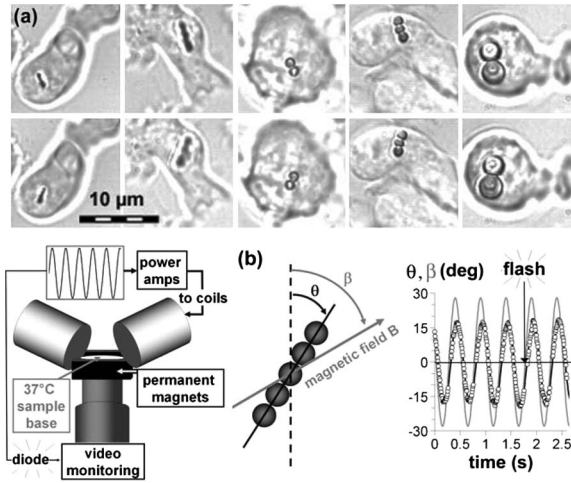 (a)
10 µm
power
amps
to coils
37°C
sample
base
permanent
magnets
diode
video
monitoring
(b)
θ
β
magnetic field B
θ, β (deg)
flash
30
15
0
-15
-30
0 0.5 1 1.5 2 2.5
time (s)